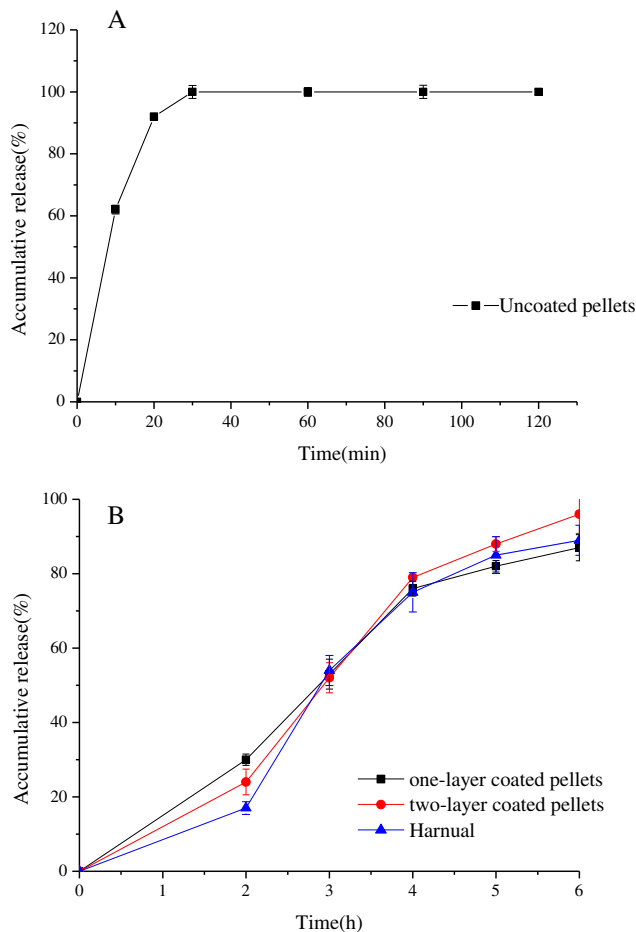 A
120
100
80
60
40
20
0
Accumulative release(%)
Uncoated pellets
0 20 40 60 80 100 120
Time(min)
B
100
80
60
40
20
0
Accumulative release(%)
one-layer coated pellets
two-layer coated pellets
Harnual
0 1 2 3 4 5 6
Time(h)